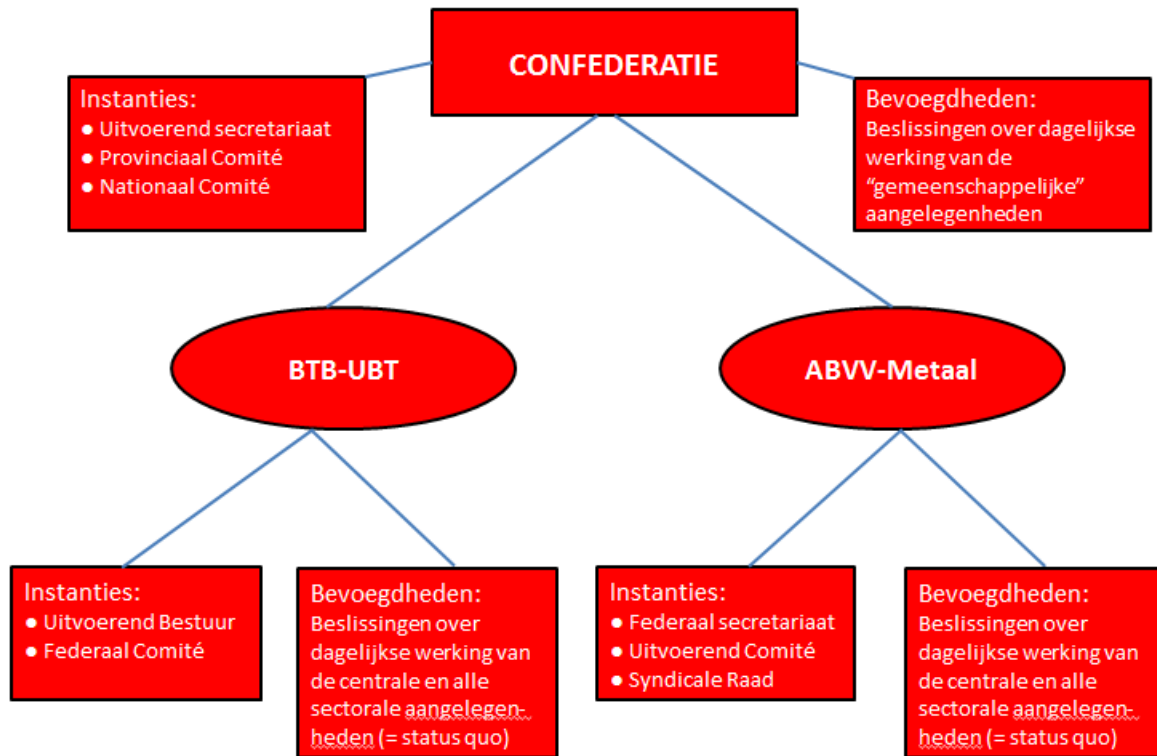 CONFEDERATIE
Instanties:
● Uitvoerend secretariaat
● Provinciaal Comité
● Nationaal Comité
Bevoegdheden:
Beslissingen over dagelijkse
werking van de
“gemeenschappelijke”
aangelegenheden
BTB-UBT
ABVV-Metaal
Instanties:
● Uitvoerend Bestuur
● Federaal Comité
Bevoegdheden:
Beslissingen over
dagelijkse werking van
de centrale en alle
sectorale aangelegen-
heden (= status quo)
Instanties:
● Federaal secretariaat
● Uitvoerend Comité
● Syndicale Raad
Bevoegdheden:
Beslissingen over
dagelijkse werking van
de centrale en alle
sectorale aangelegen-
heden (= status quo)